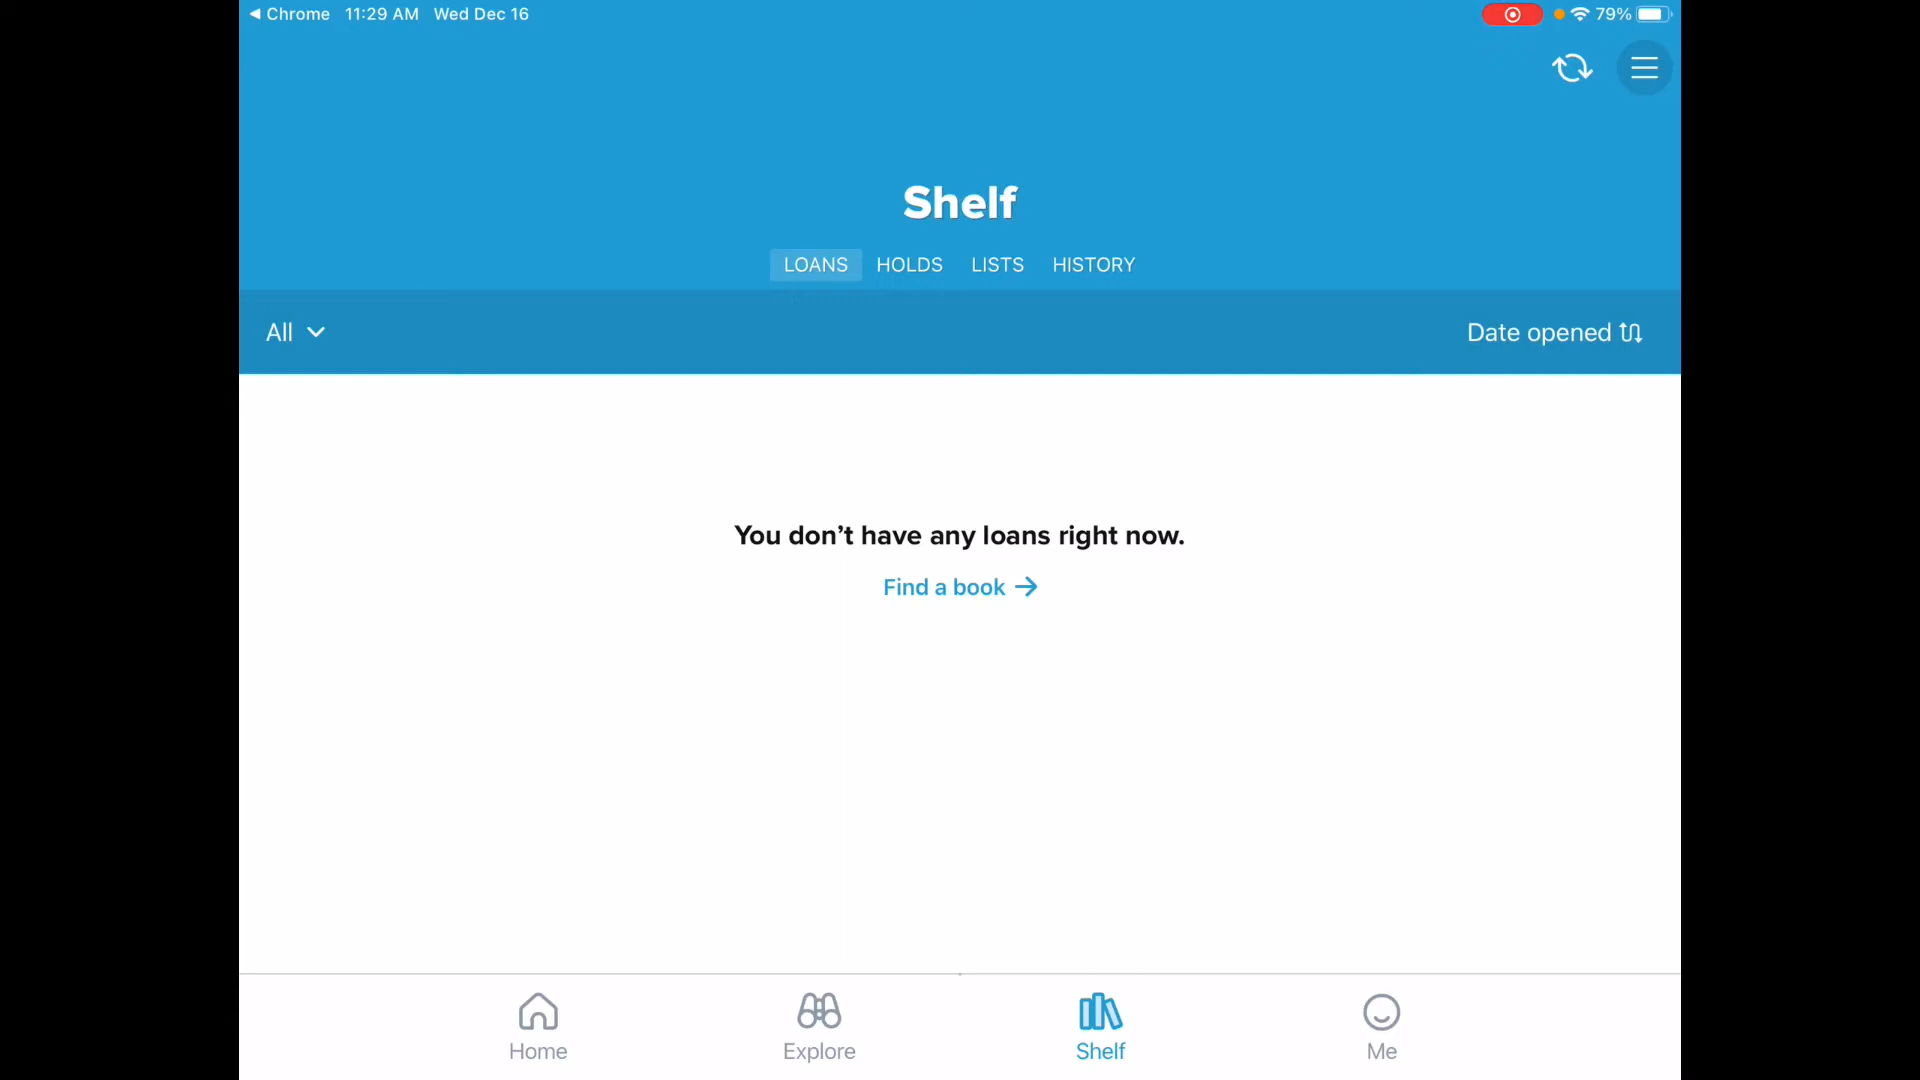 Chrome 11:29 AM Wed Dec 16 79%
Shelf
LOANS HOLDS LISTS HISTORY
All Date opened
You don’t have any loans right now.
Find a book →
Home Explore Shelf Me